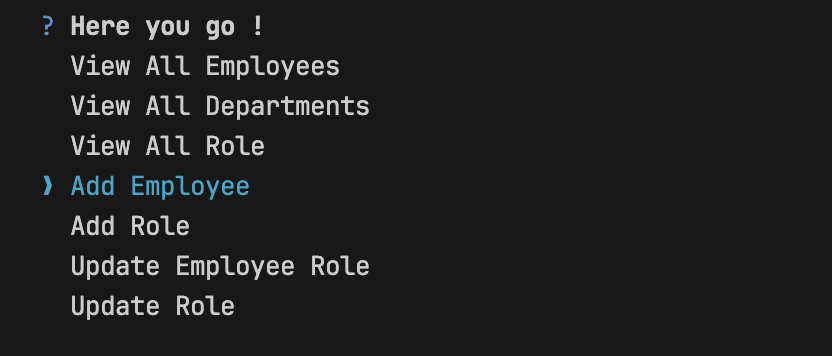 ? Here you go !
View All Employees
View All Departments
View All Role
❯ Add Employee
Add Role
Update Employee Role
Update Role